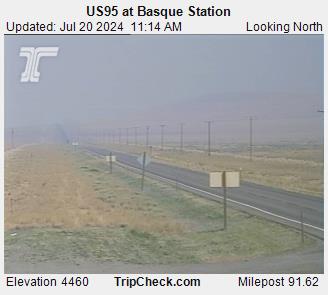 US95 at Basque Station
Updated: Jul 20 2024 11:14 AM Looking North
Elevation 4460 TripCheck.com Milepost 91.62